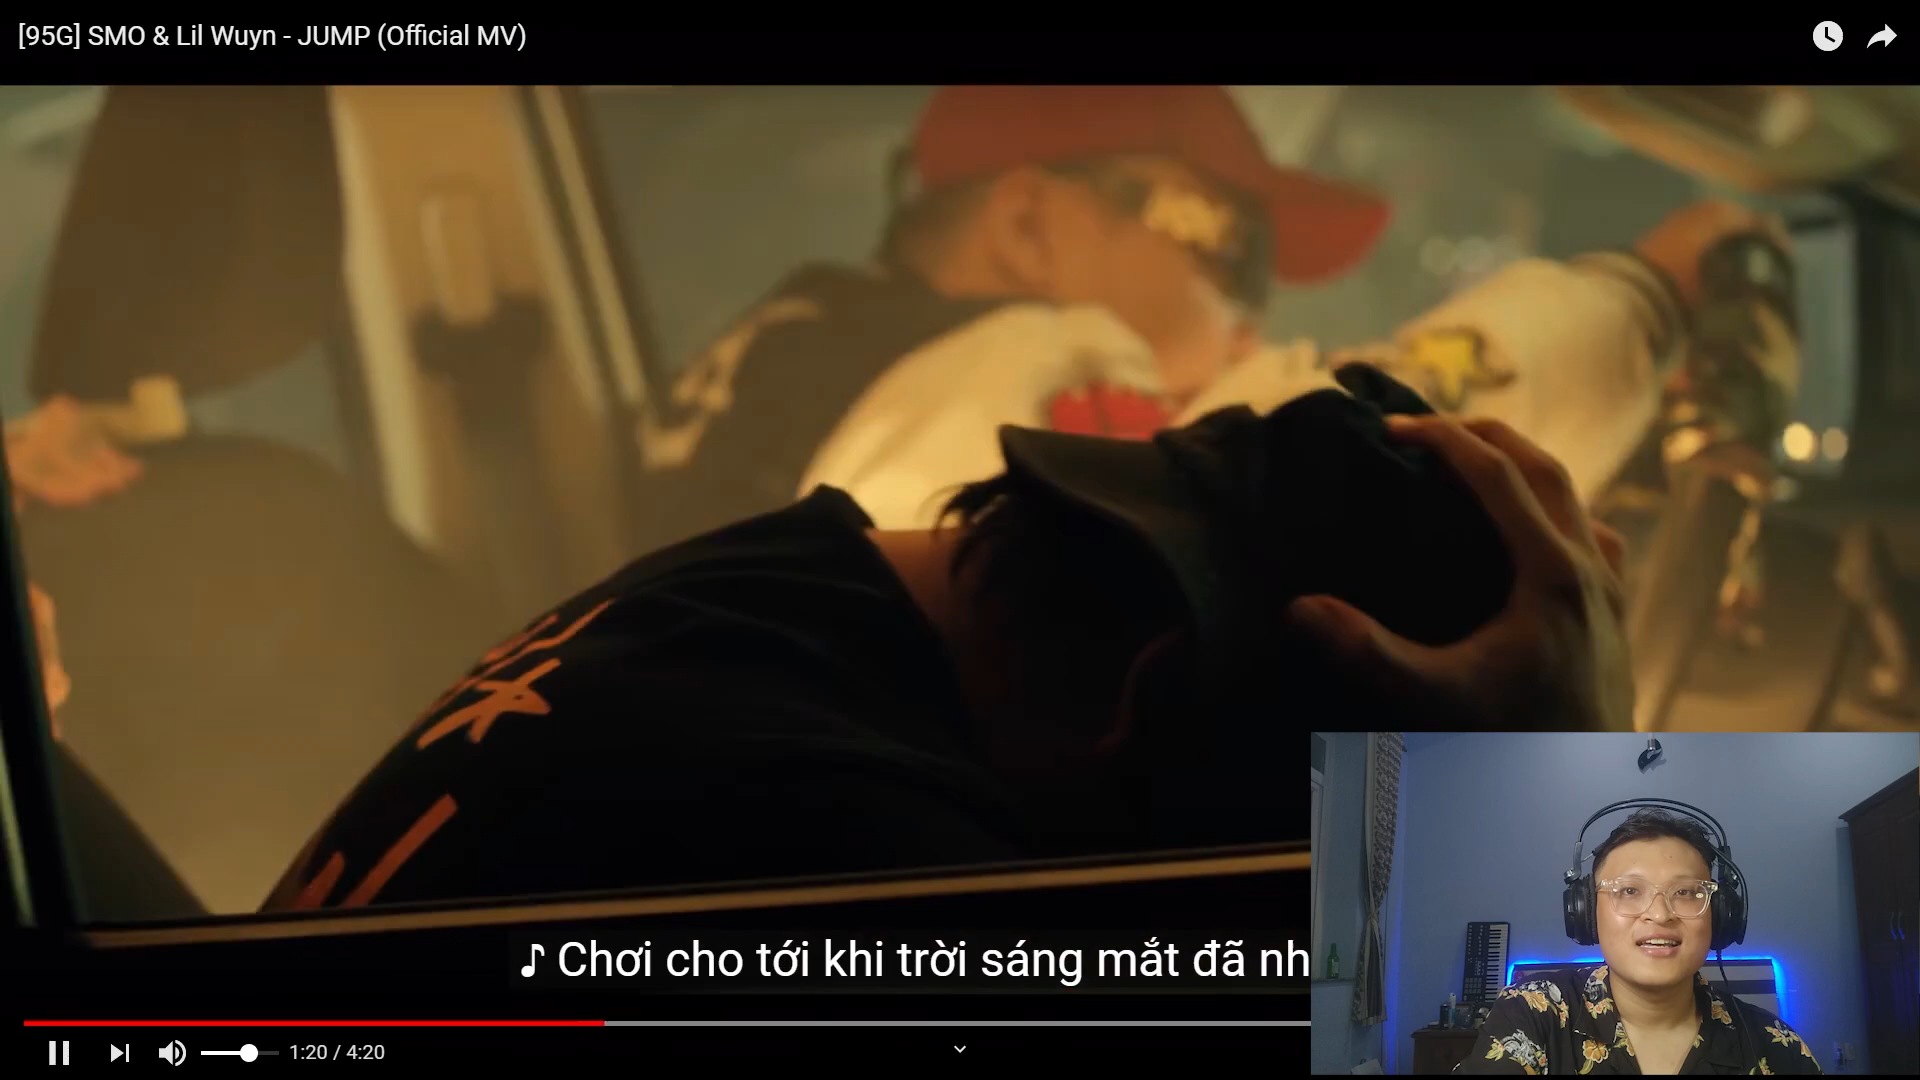 [95G] SMO & Lil Wuyn - JUMP (Official MV)
♪ Chơi cho tới khi trời sáng mắt đã nh
1:20 / 4:20